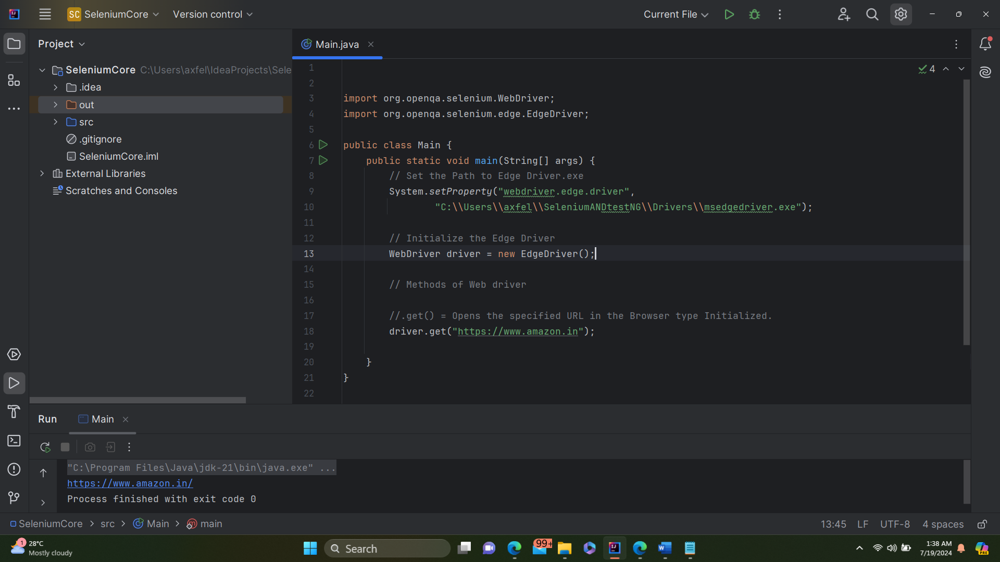 SC SeleniumCore Version control Current File
Project
Main.java
SeleniumCore C:\Users\axfel\IdeaProjects\Sele
.idea
out
src
.gitignore
SeleniumCore.iml
External Libraries
Scratches and Consoles
4
1
2
3 import org.openqa.selenium.WebDriver;
4 import org.openqa.selenium.edge.EdgeDriver;
5
6 public class Main {
7 public static void main(String[] args) {
8 // Set the Path to Edge Driver.exe
9 System.setProperty("webdriver.edge.driver",
10 "C:\\Users\\axfel\\SeleniumANDtestNG\\Drivers\\msedgedriver.exe");
11
12 // Initialize the Edge Driver
13 WebDriver driver = new EdgeDriver();
14
15 // Methods of Web driver
16
17 //.get() = Opens the specified URL in the Browser type Initialized.
18 driver.get("https://www.amazon.in");
19
20 }
21 }
22
Run Main
"C:\Program Files\Java\jdk-21\bin\java.exe" ...
https://www.amazon.in/
Process finished with exit code 0
SeleniumCore > src > Main > main 13:45 LF UTF-8 4 spaces
1 28°C
Mostly cloudy
Search
99+
1:38 AM
7/19/2024
PRE